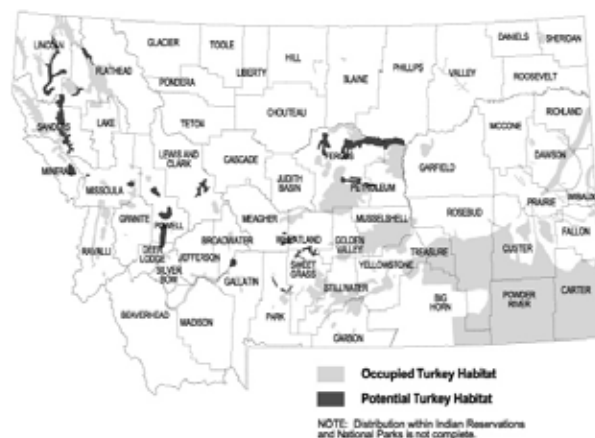 LINCOLN
GLACIER
TOOLE
LIBERTY
HILL
BLAINE
PHILLIPS
VALLEY
DANIELS
SHERIDAN
ROOSEVELT
FLATHEAD
PONDERA
CHOUTEAU
RICHLAND
SANDERS
LAKE
TETON
MCCONE
DAWSON
MINERAL
LEWIS AND
CLARK
CASCADE
FERGUS
GARFIELD
JUDITH
BASIN
PETROLEUM
PRAIRIE
WIBAUX
MISSOULA
POWELL
MEAGHER
MUSSELSHELL
ROSEBUD
GRANITE
BROADWATER
WHEATLAND
GOLDEN
VALLEY
TREASURE
CUSTER
FALLON
RAVALLI
DEER
LODGE
JEFFERSON
SWEET
GRASS
YELLOWSTONE
SILVER
BOW
GALLATIN
STILLWATER
BIG
HORN
POWDER
RIVER
CARTER
BEAVERHEAD
MADISON
PARK
CARBON
Occupied Turkey Habitat
Potential Turkey Habitat
NOTE: Distribution within Indian Reservations
and National Parks is not complete.